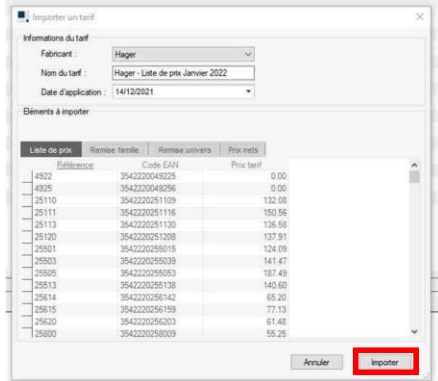 Importer un tarif
Informations du tarif
Fabricant : Hager
Nom du tarif : Hager - Liste de prix Janvier 2022
Date d'application : 14/12/2021
Eléments à importer
Liste de prix Remise famille Remise univers Prix nets
Référence Code EAN Prix tarif
4922 3542220049225 0.00
4925 3542220049256 0.00
25110 3542220251109 132.08
25111 3542220251116 150.56
25113 3542220251130 136.58
25120 3542220251208 137.91
25501 3542220255015 124.09
25503 3542220255039 141.47
25505 3542220255053 187.49
25513 3542220255138 140.60
25614 3542220256142 65.20
25615 3542220256159 77.13
25620 3542220256203 61.48
25800 3542220258009 55.25
Annuler Importer